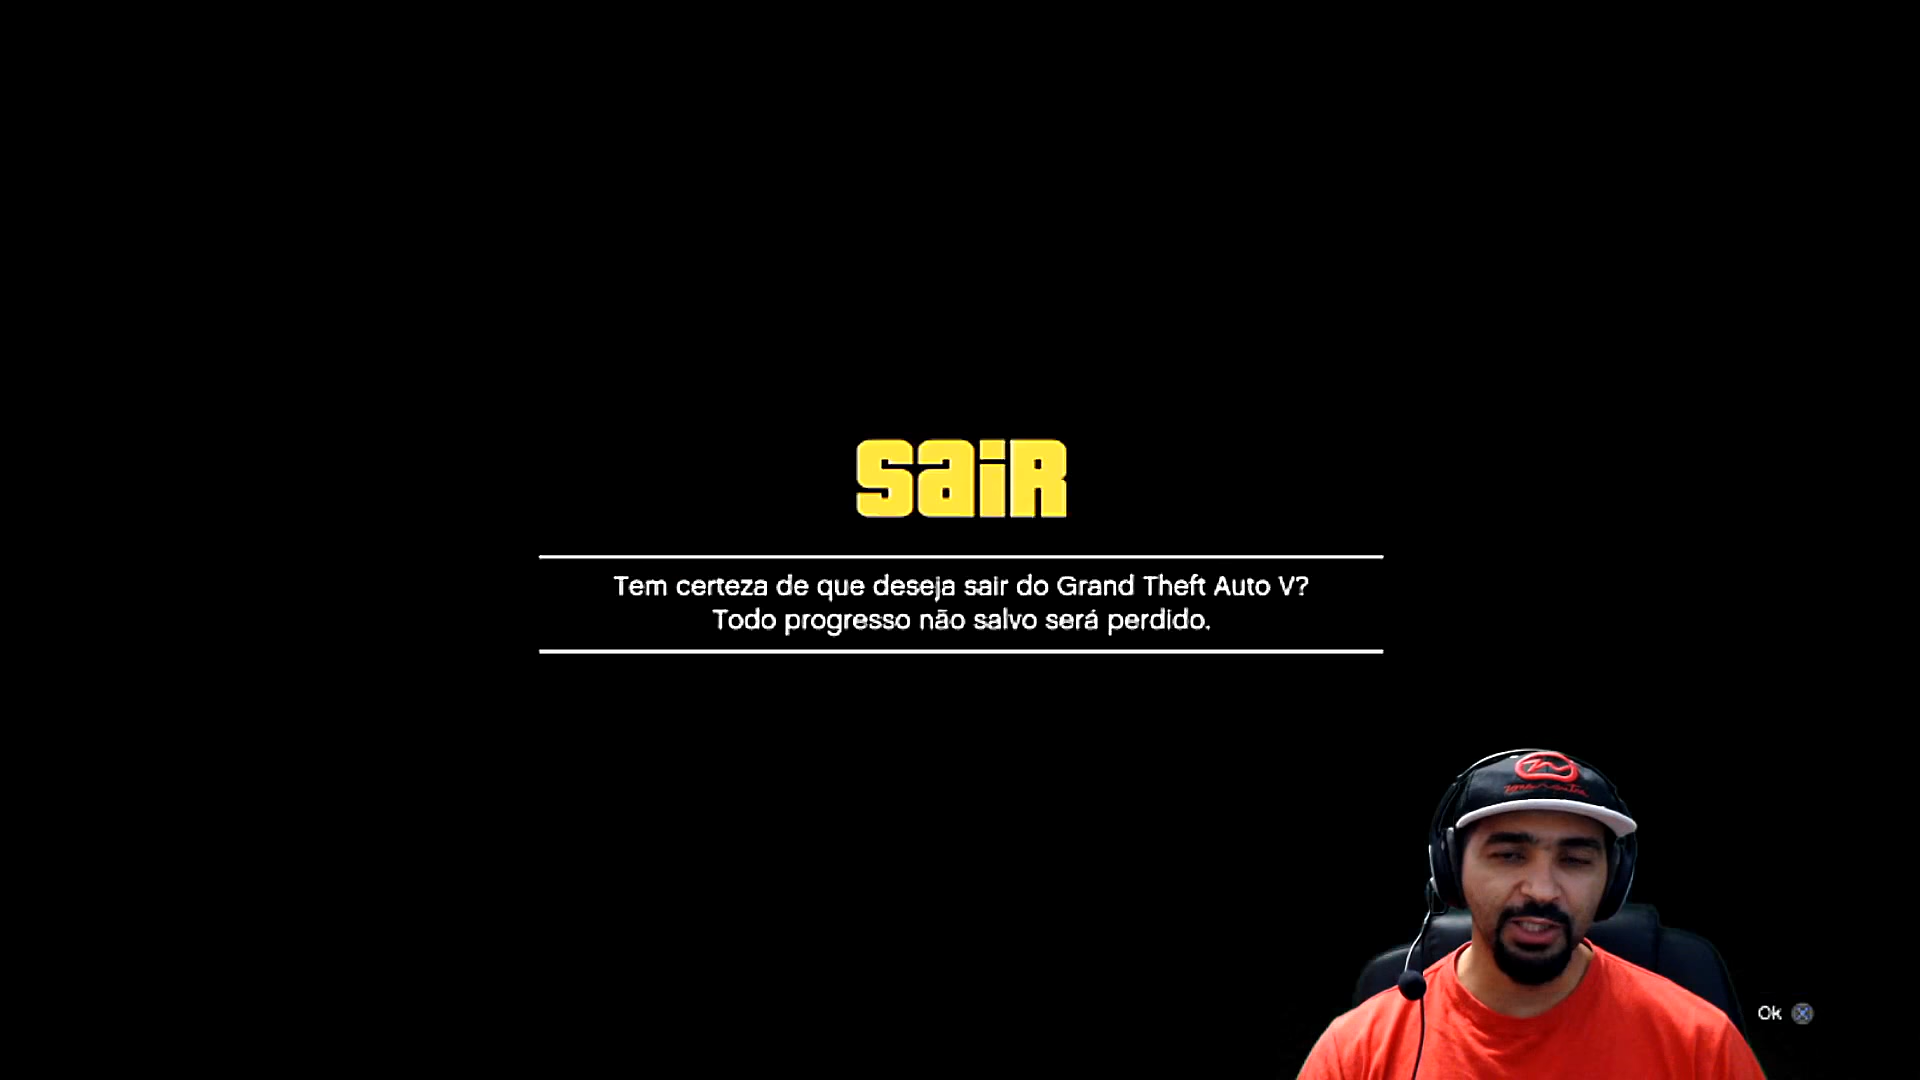 saiR
Tem certeza de que deseja sair do Grand Theft Auto V?
Todo progresso não salvo será perdido.
Ok